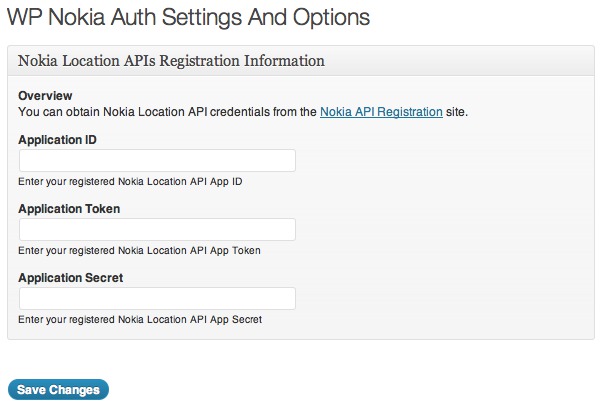 WP Nokia Auth Settings And Options
Nokia Location APIs Registration Information
Overview
You can obtain Nokia Location API credentials from the Nokia API Registration site.
Application ID
Enter your registered Nokia Location API App ID
Application Token
Enter your registered Nokia Location API App Token
Application Secret
Enter your registered Nokia Location API App Secret
Save Changes